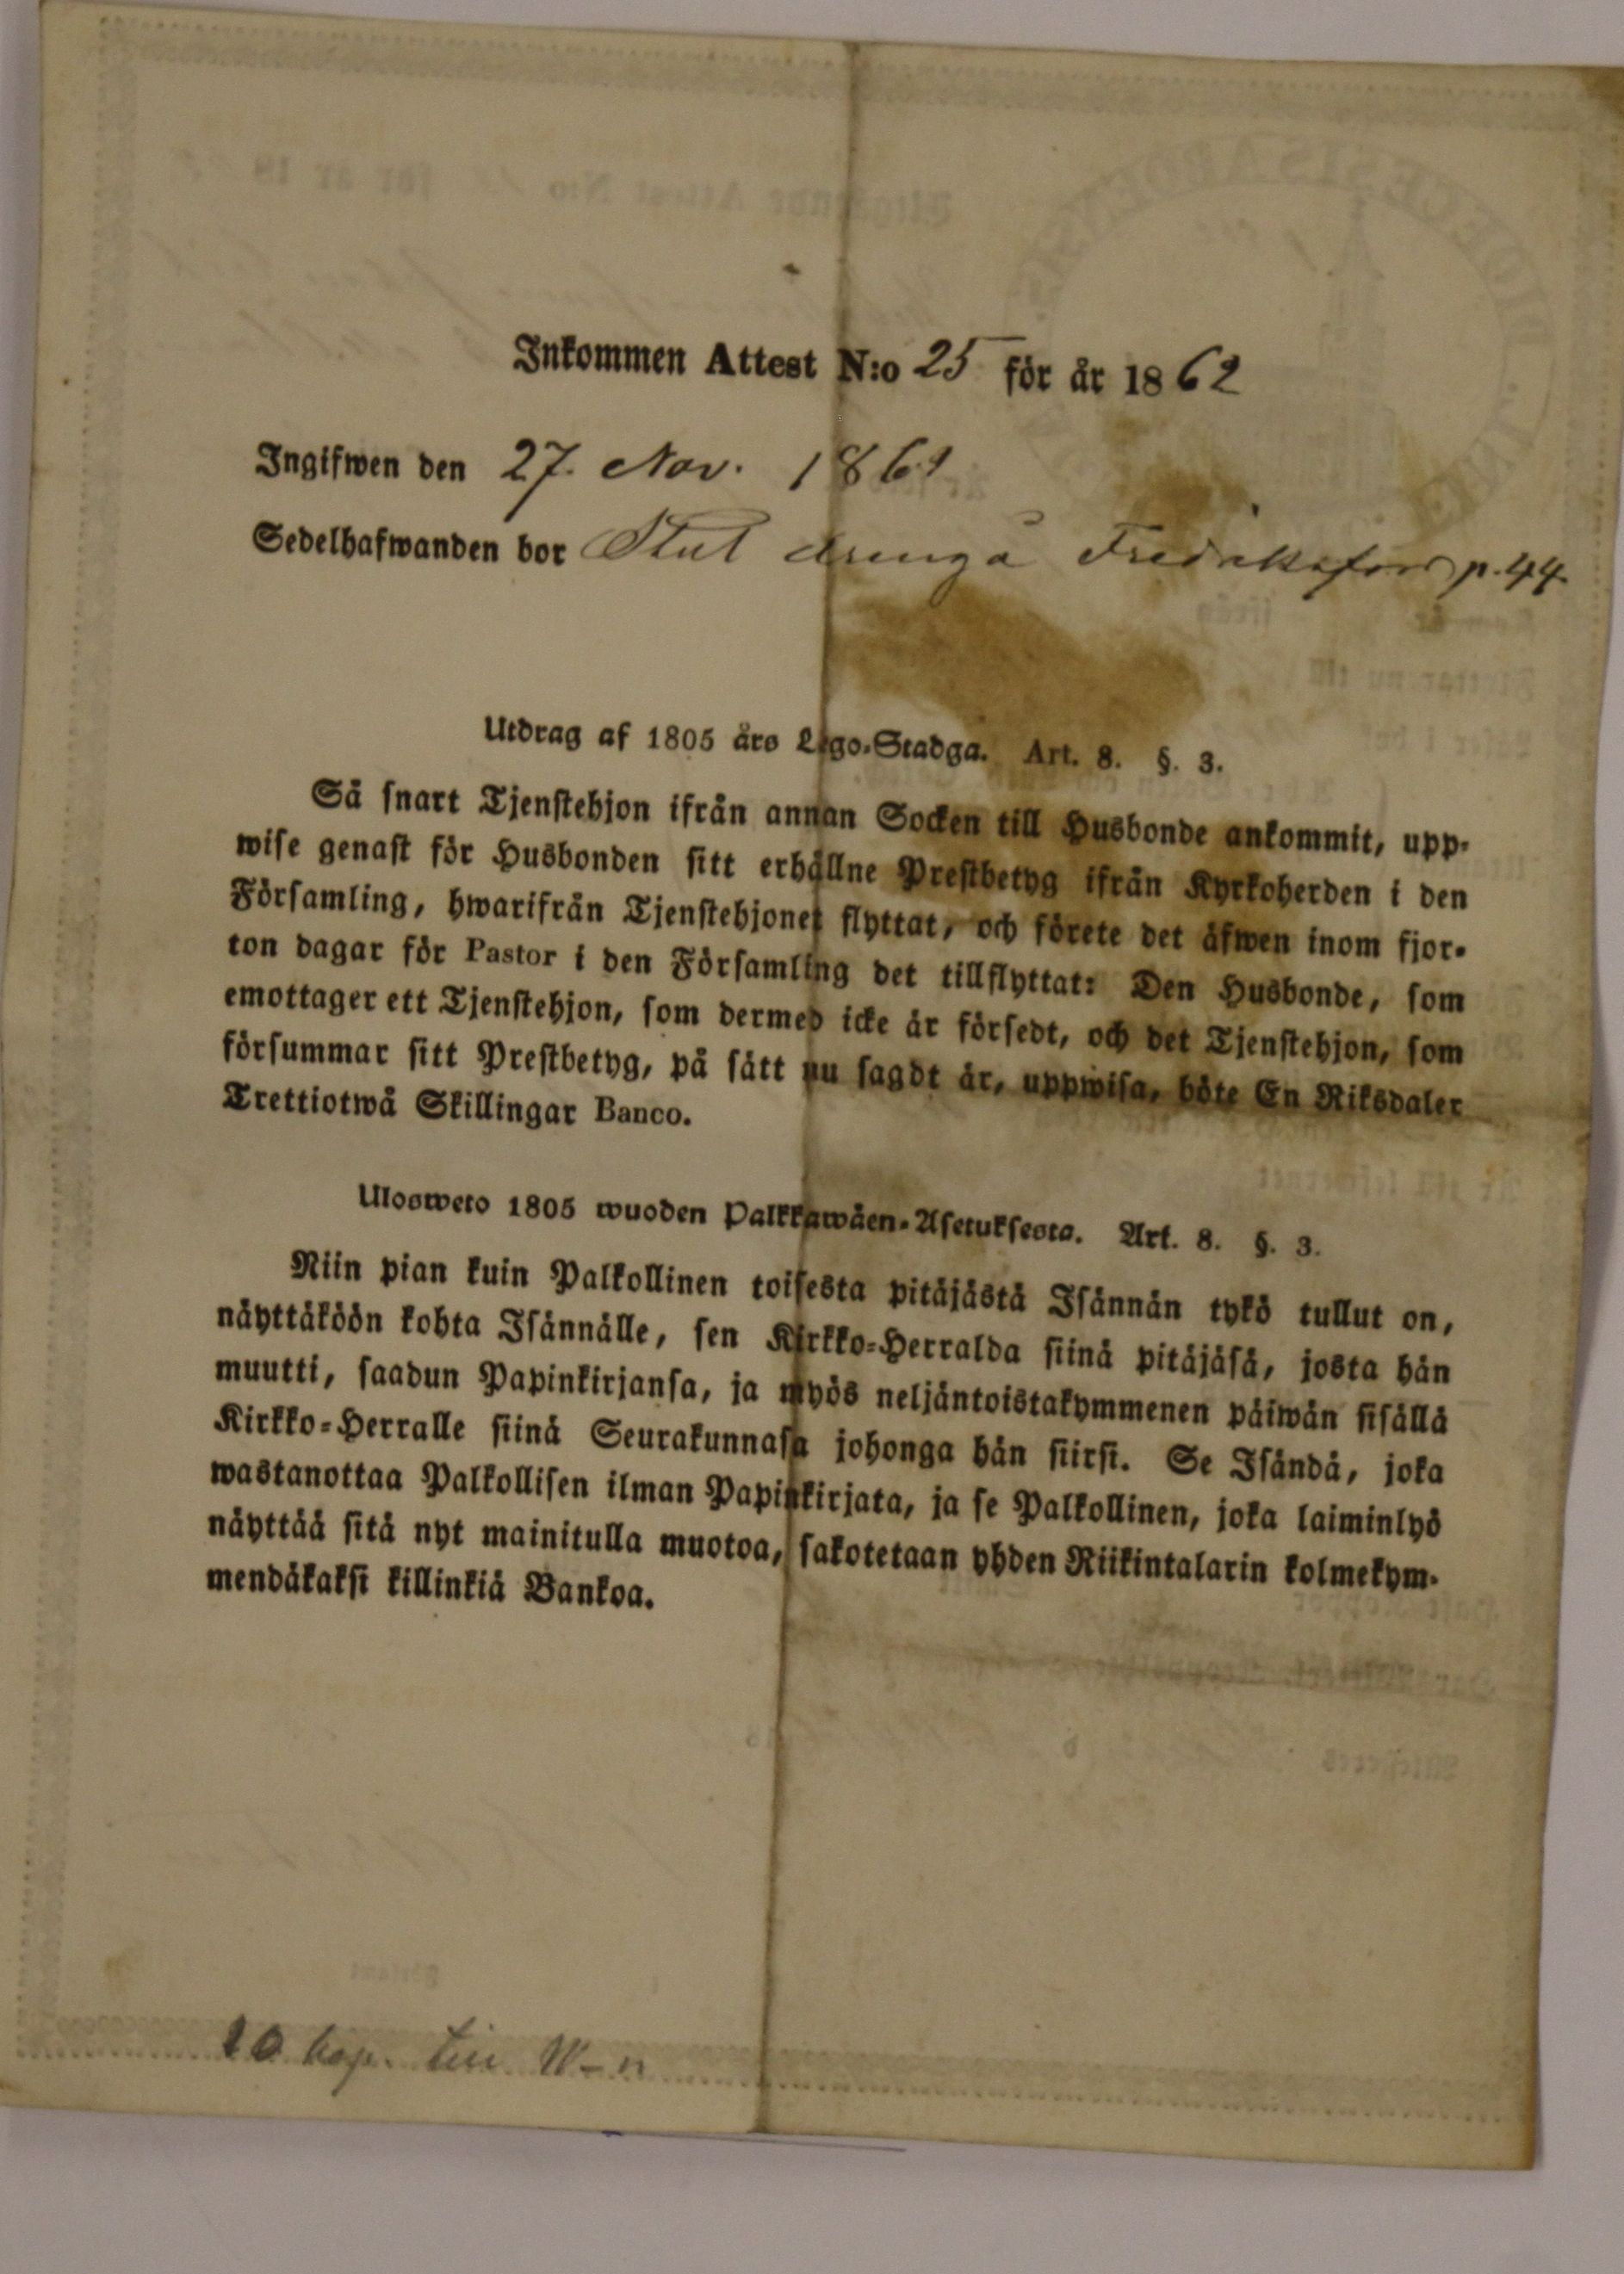 Inkommen Attest N:o 25 för år 1862
Ingifwen den 27. Nov. 1861
Sedelhafwanden bor p. 44.
Utdrag af 1805 års Lego-Stadga. Art. 8. §. 3.
Så snart Tjenstehjon ifrån annan Socken till Husbonde ankommit, upp-
wise genast för Husbonden sitt erhållne Prestbetyg ifrån Kyrkoherden i den
Församling, hwarifrån Tjenstehjonet flyttat, och förete det äfwen inom fjor-
ton dagar för Pastor i den Församling det tillflyttat: Den Husbonde, som
emottager ett Tjenstehjon, som dermed icke är försedt, och det Tjenstehjon, som
försummar sitt Prestbetyg, på sätt nu sagdt är, uppwisa, böte En Riksdaler
Trettiotwå Skillingar Banco.
Ulosweto 1805 wuoden Palkkawäen-Asetuksesta. Art. 8. §. 3.
Niin pian kuin Palkollinen toisesta pitäjästä Isännän tykö tullut on,
näyttäköön kohta Isännälle, sen Kirkko-Herralda siinä pitäjäsä, josta hän
muutti, saadun Papinkirjansa, ja myös neljäntoistakymmenen päiwän sisällä
Kirkko-Herralle siinä Seurakunnasa johonga hän siirsi. Se Isändä, joka
wastanottaa Palkollisen ilman Papinkirjata, ja se Palkollinen, joka laiminlyö
näyttää sitä nyt mainitulla muotoa, sakotetaan yhden Riikintalarin kolmekym-
mendäkaksi killinkiä Bankoa.
kop. W-n